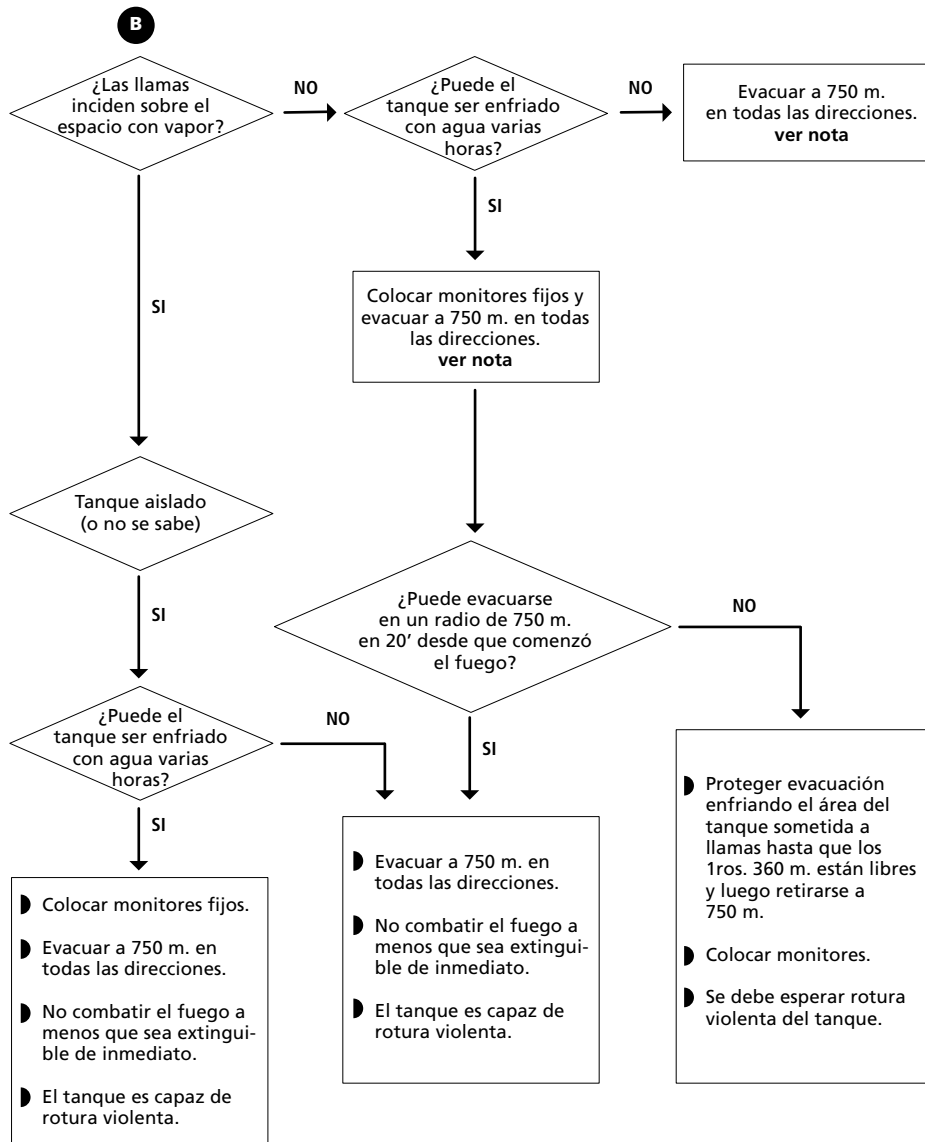 B
¿Las llamas
inciden sobre el
espacio con vapor?
NO
¿Puede el
tanque ser enfriado
con agua varias
horas?
NO
Evacuar a 750 m.
en todas las direcciones.
ver nota
SI
SI
Colocar monitores fijos y
evacuar a 750 m. en todas
las direcciones.
ver nota
Tanque aislado
(o no se sabe)
SI
¿Puede evacuarse
en un radio de 750 m.
en 20’ desde que comenzó
el fuego?
NO
¿Puede el
tanque ser enfriado
con agua varias
horas?
NO
SI
SI
Colocar monitores fijos.
Evacuar a 750 m. en
todas las direcciones.
No combatir el fuego a
menos que sea extingui-
ble de inmediato.
El tanque es capaz de
rotura violenta.
Evacuar a 750 m. en
todas las direcciones.
No combatir el fuego a
menos que sea extingui-
ble de inmediato.
El tanque es capaz de
rotura violenta.
Proteger evacuación
enfriando el área del
tanque sometida a
llamas hasta que los
1ros. 360 m. están libres
y luego retirarse a
750 m.
Colocar monitores.
Se debe esperar rotura
violenta del tanque.